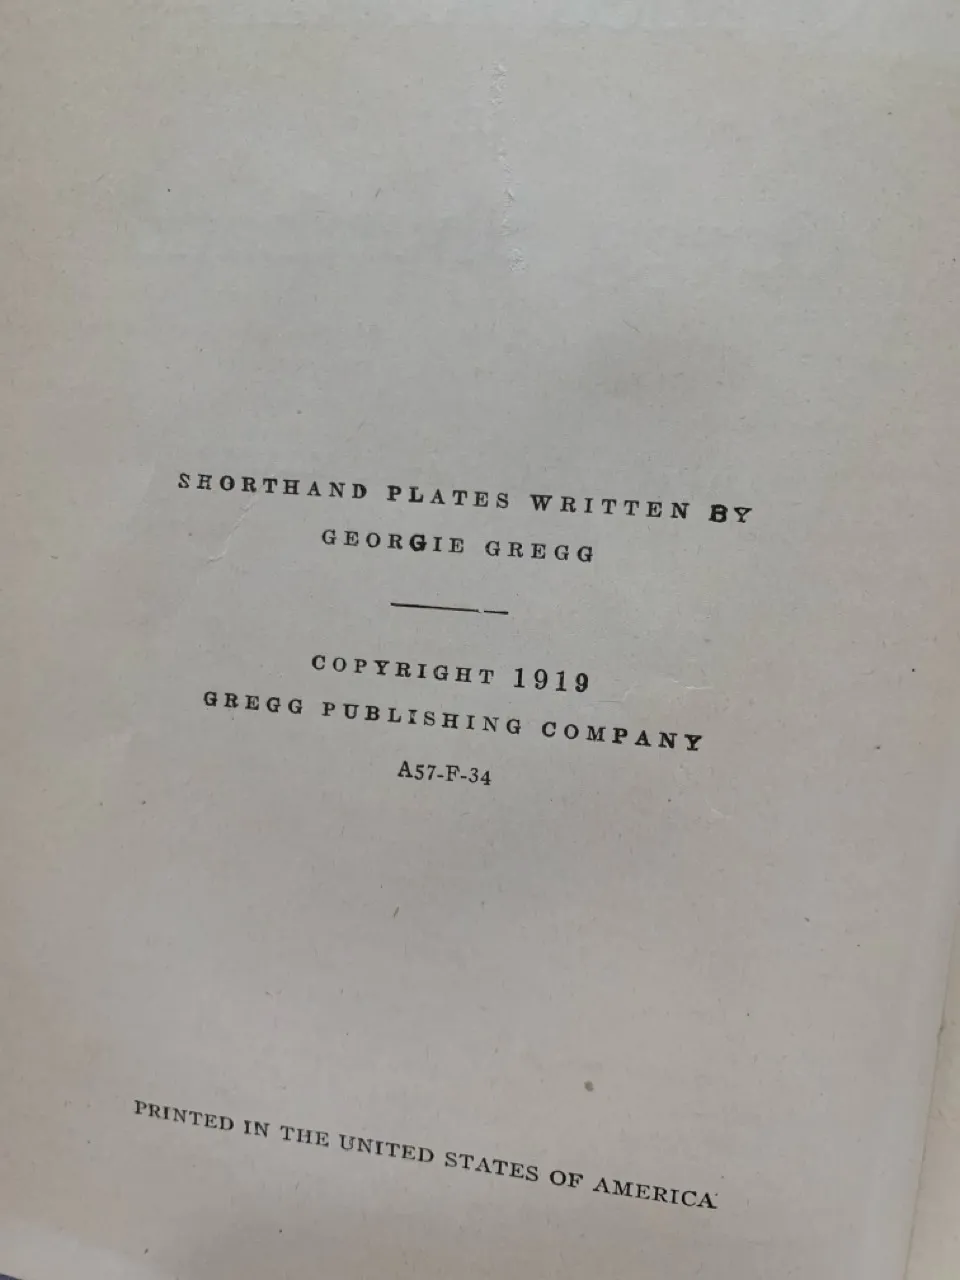 SHORTHAND PLATES WRITTEN BY
GEORGIE GREGG
COPYRIGHT 1919
GREGG PUBLISHING COMPANY
A57-F-34
PRINTED IN THE UNITED STATES OF AMERICA